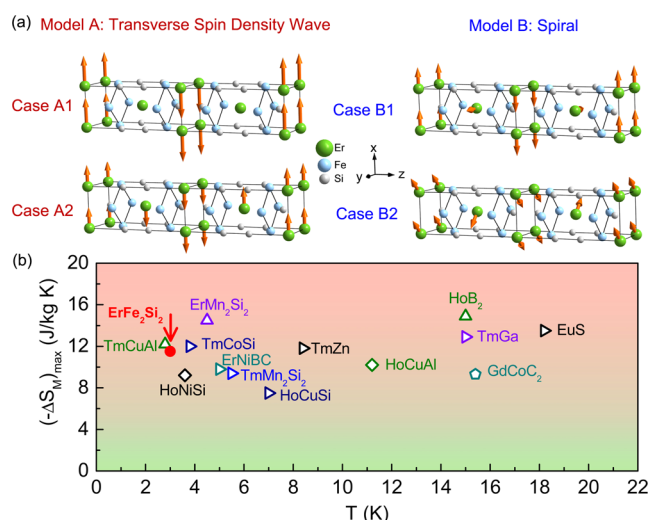 (a) Model A: Transverse Spin Density Wave
Model B: Spiral
Case A1
Case B1
Er
Fe
Si
x
y
z
Case A2
Case B2
(b)
20
16
12
8
4
0
(-ΔS_M)_max (J/kg K)
ErFe₂Si₂
ErMn₂Si₂
HoB₂
TmCuAl
TmCoSi
TmZn
TmGa
EuS
ErNiBC
HoNiSi
TmMn₂Si₂
HoCuAl
GdCoC₂
HoCuSi
0 2 4 6 8 10 12 14 16 18 20 22
T (K)